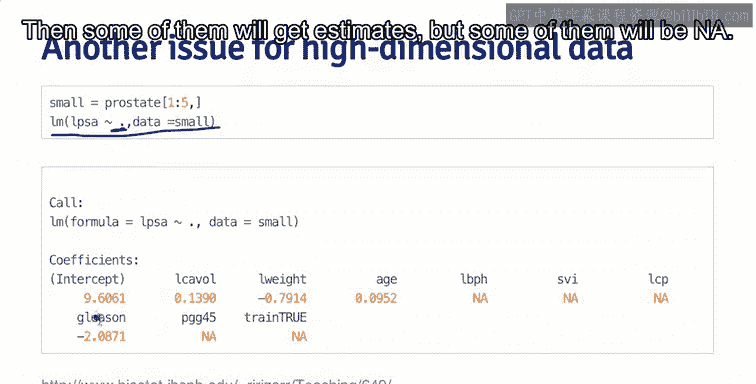 Then some of them will get estimates, but some of them will be NA.
Another issue for high-dimensional data
small = prostate[1:5,]
lm(lpsa ~ .,data =small)
Call:
lm(formula = lpsa ~ ., data = small)
Coefficients:
(Intercept) lcavol lweight age lbph svi lcp
9.6061 0.1390 -0.7914 0.0952 NA NA NA
gleason pgg45 trainTRUE
-2.0871 NA NA